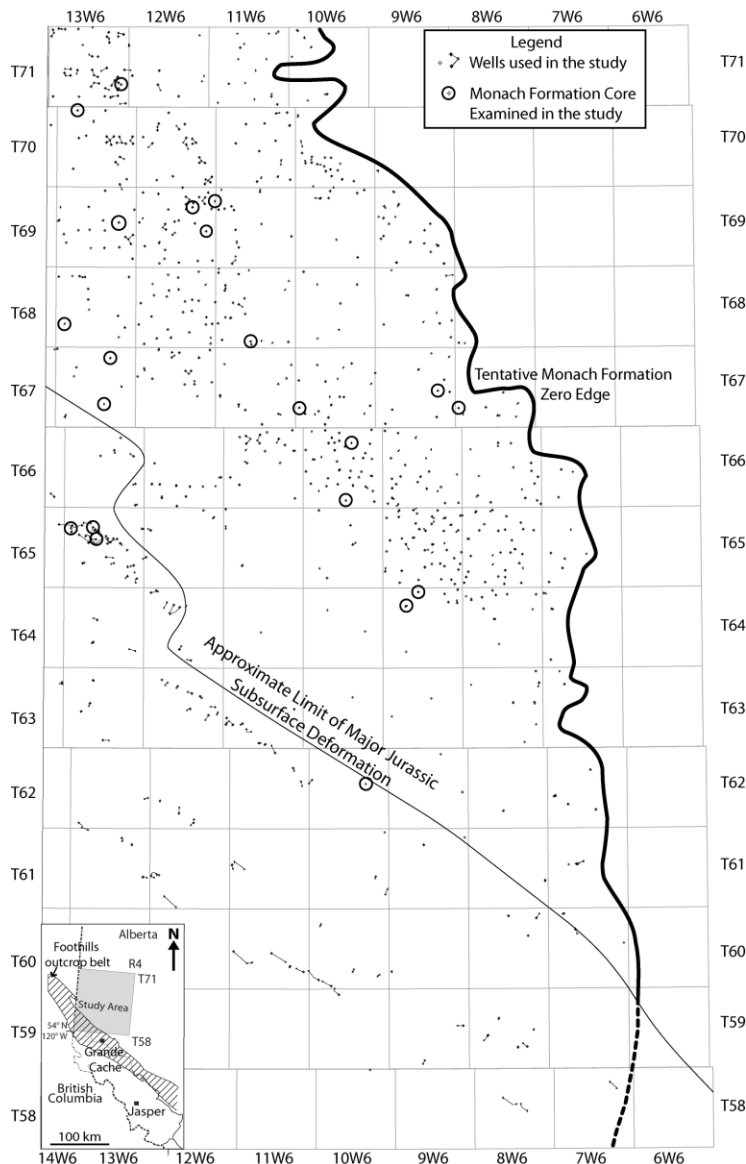 13W6 12W6 11W6 10W6 9W6 8W6 7W6 6W6
Legend
Wells used in the study
Monach Formation Core
Examined in the study
T71 T71
T70 T70
T69 T69
T68 T68
T67 T67
Tentative Monach Formation
Zero Edge
T66 T66
T65 T65
T64 T64
Approximate Limit of Major Jurassic
Subsurface Deformation
T63 T63
T62 T62
T61 T61
T60 T60
T59 T59
T58 T58
Alberta N
Foothills
outcrop belt
R4
T71
Study Area
54° N
120° W
T58
Grande
Cache
British
Columbia
Jasper
100 km
14W6 13W6 12W6 11W6 10W6 9W6 8W6 7W6 6W6